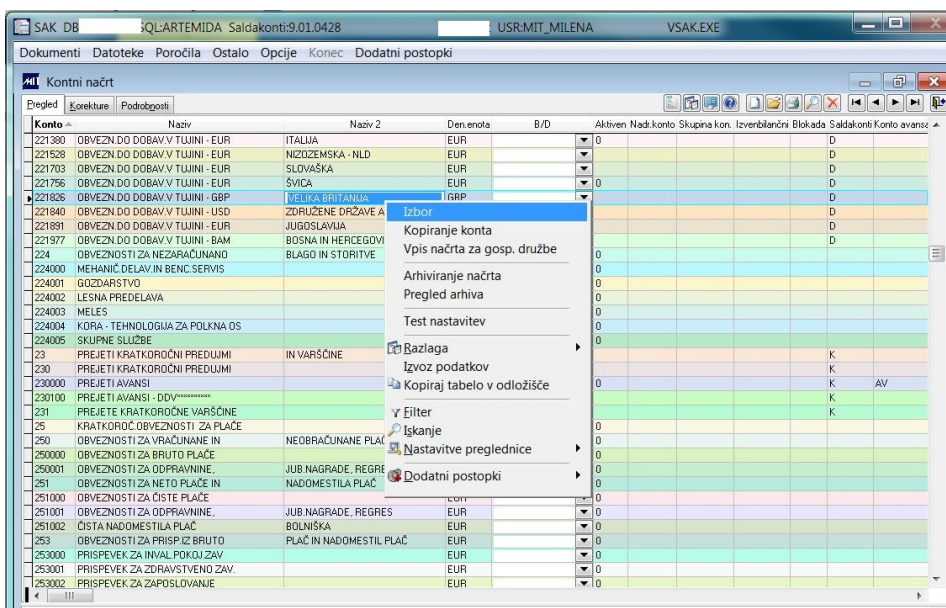 SAK DB SQL:ARTEMIDA Saldakonti:9.01.0428 : USR:MIT_MILENA VSAK.EXE
Dokumenti Datoteke Poročila Ostalo Opcije Konec Dodatni postopki
MIT Kontni načrt
Pregled Korekture Podrobnosti
Konto Naziv Naziv 2 Den.enota B/D Aktiven Nadr.konto Skupina kon. Izvenbilančni Blokada Saldakonti Konto avansa
221380 OBVEZN.DO DOBAV.V TUJINI - EUR ITALIJA EUR 0 D
221528 OBVEZN.DO DOBAV.V TUJINI - EUR NIZOZEMSKA - NLD EUR D
221703 OBVEZN.DO DOBAV.V TUJINI - EUR SLOVAŠKA EUR D
221756 OBVEZN.DO DOBAV.V TUJINI - EUR ŠVICA EUR 0 D
221826 OBVEZN.DO DOBAV.V TUJINI - GBP VELIKA BRITANIJA GBP D
221840 OBVEZN.DO DOBAV.V TUJINI - USD ZDRUŽENE DRŽAVE A D
221891 OBVEZN.DO DOBAV.V TUJINI - EUR JUGOSLAVIJA D
221977 OBVEZN.DO DOBAV.V TUJINI - BAM BOSNA IN HERCEGOVI D
224 OBVEZNOSTI ZA NEZARAČUNANO BLAGO IN STORITVE 0
224000 MEHANIČ.DELAV.IN BENC.SERVIS 0
224001 GOZDARSTVO 0
224002 LESNA PREDELAVA 0
224003 MELES 0
224004 KORA - TEHNOLOGIJA ZA POLKNA OS 0
224005 SKUPNE SLUŽBE 0
23 PREJETI KRATKOROČNI PREDUJMI IN VARŠČINE K
230 PREJETI KRATKOROČNI PREDUJMI K
230000 PREJETI AVANSI 0 K AV
230100 PREJETI AVANSI - DDV********** K
231 PREJETE KRATKOROČNE VARŠČINE K
25 KRATKOROČ.OBVEZNOSTI ZA PLAČE 0
250 OBVEZNOSTI ZA VRAČUNANE IN NEOBRAČUNANE PLAČ 0
250000 OBVEZNOSTI ZA BRUTO PLAČE 0
250001 OBVEZNOSTI ZA ODPRAVNINE, JUB.NAGRADE, REGRE 0
251 OBVEZNOSTI ZA NETO PLAČE IN NADOMESTILA PLAČ 0
251000 OBVEZNOSTI ZA ČISTE PLAČE EUR 0
251001 OBVEZNOSTI ZA ODPRAVNINE, JUB.NAGRADE, REGRES EUR 0
251002 ČISTA NADOMESTILA PLAČ BOLNIŠKA EUR 0
253 OBVEZNOSTI ZA PRISP.IZ BRUTO PLAČ IN NADOMESTIL PLAČ EUR 0
253000 PRISPEVEK ZA INVAL.POKOJ.ZAV EUR 0
253001 PRISPEVEK ZA ZDRAVSTVENO ZAV. EUR 0
253002 PRISPEVEK ZA ZAPOSLOVANJE EUR 0
Izbor
Kopiranje konta
Vpis načrta za gosp. družbe
Arhiviranje načrta
Pregled arhiva
Test nastavitev
Razlaga
Izvoz podatkov
Kopiraj tabelo v odložišče
Filter
Iskanje
Nastavitve preglednice
Dodatni postopki